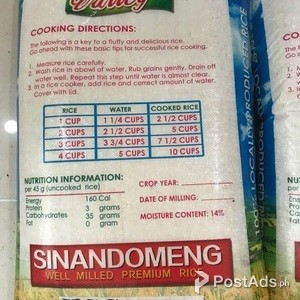 Valley
COOKING DIRECTIONS:
The following is a key to a fluffy and delicious rice.
Go ahead with these basic tips for successful rice cooking.
1. Measure rice carefully.
2. Wash rice in abowl of water. Rub grains gently. Drain off
water well. Repeat this step until water is almost clear.
3. In a rice cooker, add rice and correct amount of water.
Cover with lid.
RICE WATER COOKED RICE
1 CUP 1 1/4 CUPS 2 1/2 CUPS
2 CUPS 2 1/2 CUPS 5 CUPS
3 CUPS 3 3/4 CUPS 7 1/2 CUPS
4 CUPS 5 CUPS 10 CUPS
NUTRITION INFORMATION:
per 45 g (uncooked rice)
Energy 160 Cal
Protein 3 grams
Carbohydrates 35 grams
Fat 0 gram
CROP YEAR:
DATE OF MILLING:
MOISTURE CONTENT: 14%
100% LOCALLY PRODUCED RICE
SINANDOMENG
WELL MILLED PREMIUM RICE
PostAds.ph